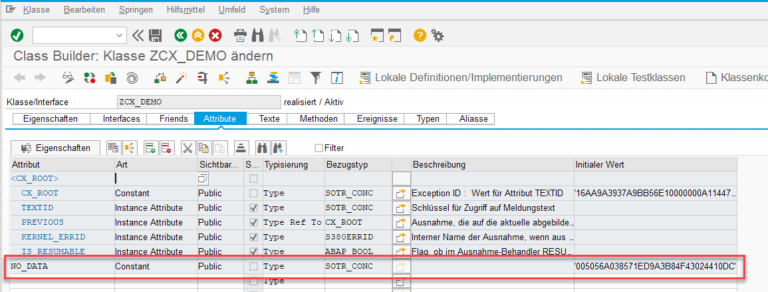 Klasse Bearbeiten Springen Hilfsmittel Umfeld System Hilfe
Class Builder: Klasse ZCX_DEMO ändern
Lokale Definitionen/Implementierungen Lokale Testklassen Klassenko
Klasse/Interface ZCX_DEMO realisiert / Aktiv
Eigenschaften Interfaces Friends Attribute Texte Methoden Ereignisse Typen Aliasse
Eigenschaften Filter
Attribut Art Sichtbar... S... Typisierung Bezugstyp Beschreibung Initialer Wert
<CX_ROOT>
CX_ROOT Constant Public Type SOTR_CONC Exception ID : Wert für Attribut TEXTID '16AA9A3937A9BB56E10000000A11447...
TEXTID Instance Attribute Public Type SOTR_CONC Schlüssel für Zugriff auf Meldungstext
PREVIOUS Instance Attribute Public Type Ref To CX_ROOT Ausnahme, die auf die aktuelle abgebilde...
KERNEL_ERRID Instance Attribute Public Type S380ERRID Interner Name der Ausnahme, wenn aus ...
IS_RESUMABLE Instance Attribute Public Type ABAP_BOOL Flag, ob im Ausnahme-Behandler RESU...
NO_DATA Constant Public Type SOTR_CONC '005056A038571ED9A3B84F43024410DC'
Type